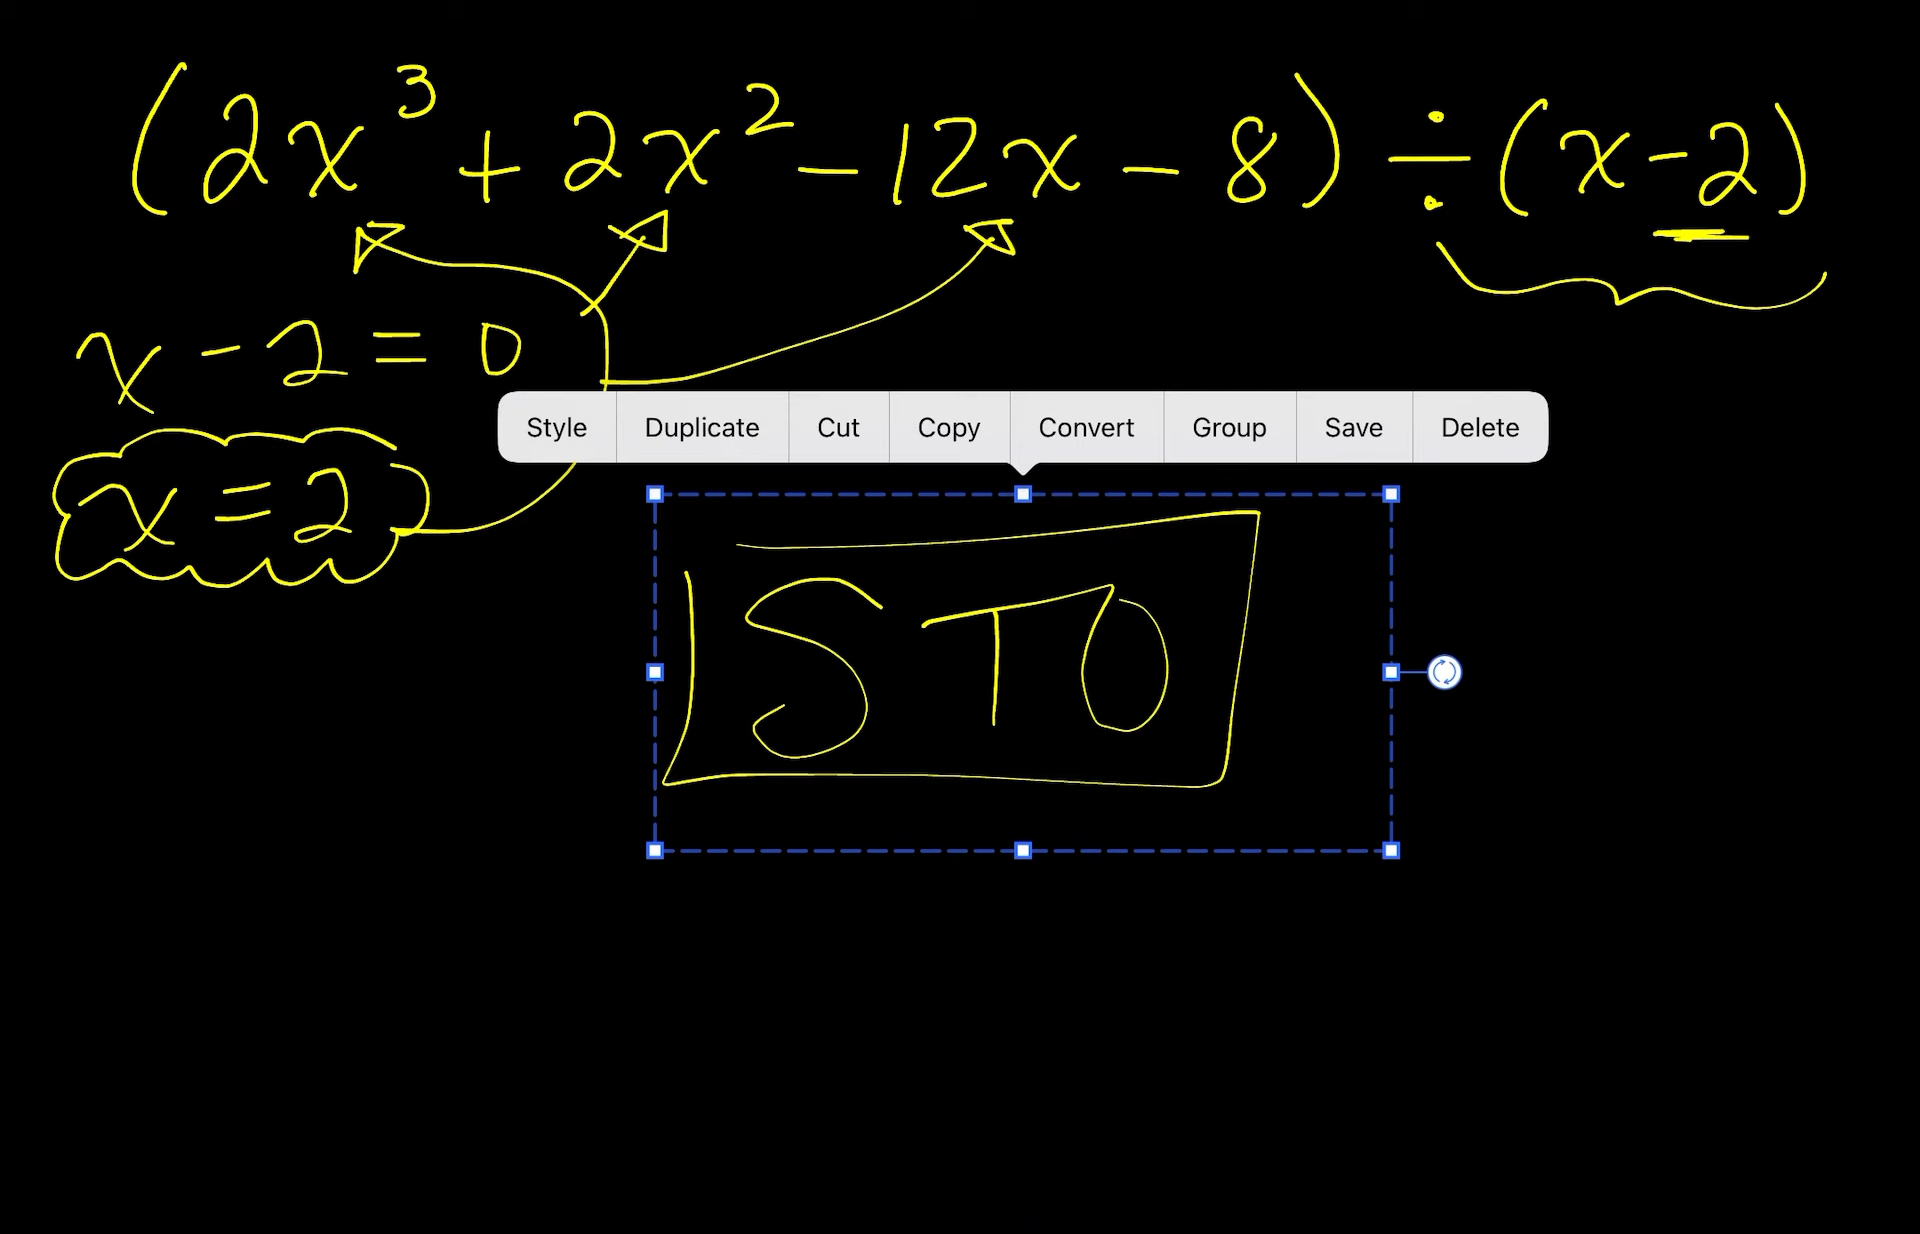 (2x³ + 2x² - 12x - 8) ÷ (x - 2)
x - 2 = 0
Style Duplicate Cut Copy Convert Group Save Delete
x = 2
STO